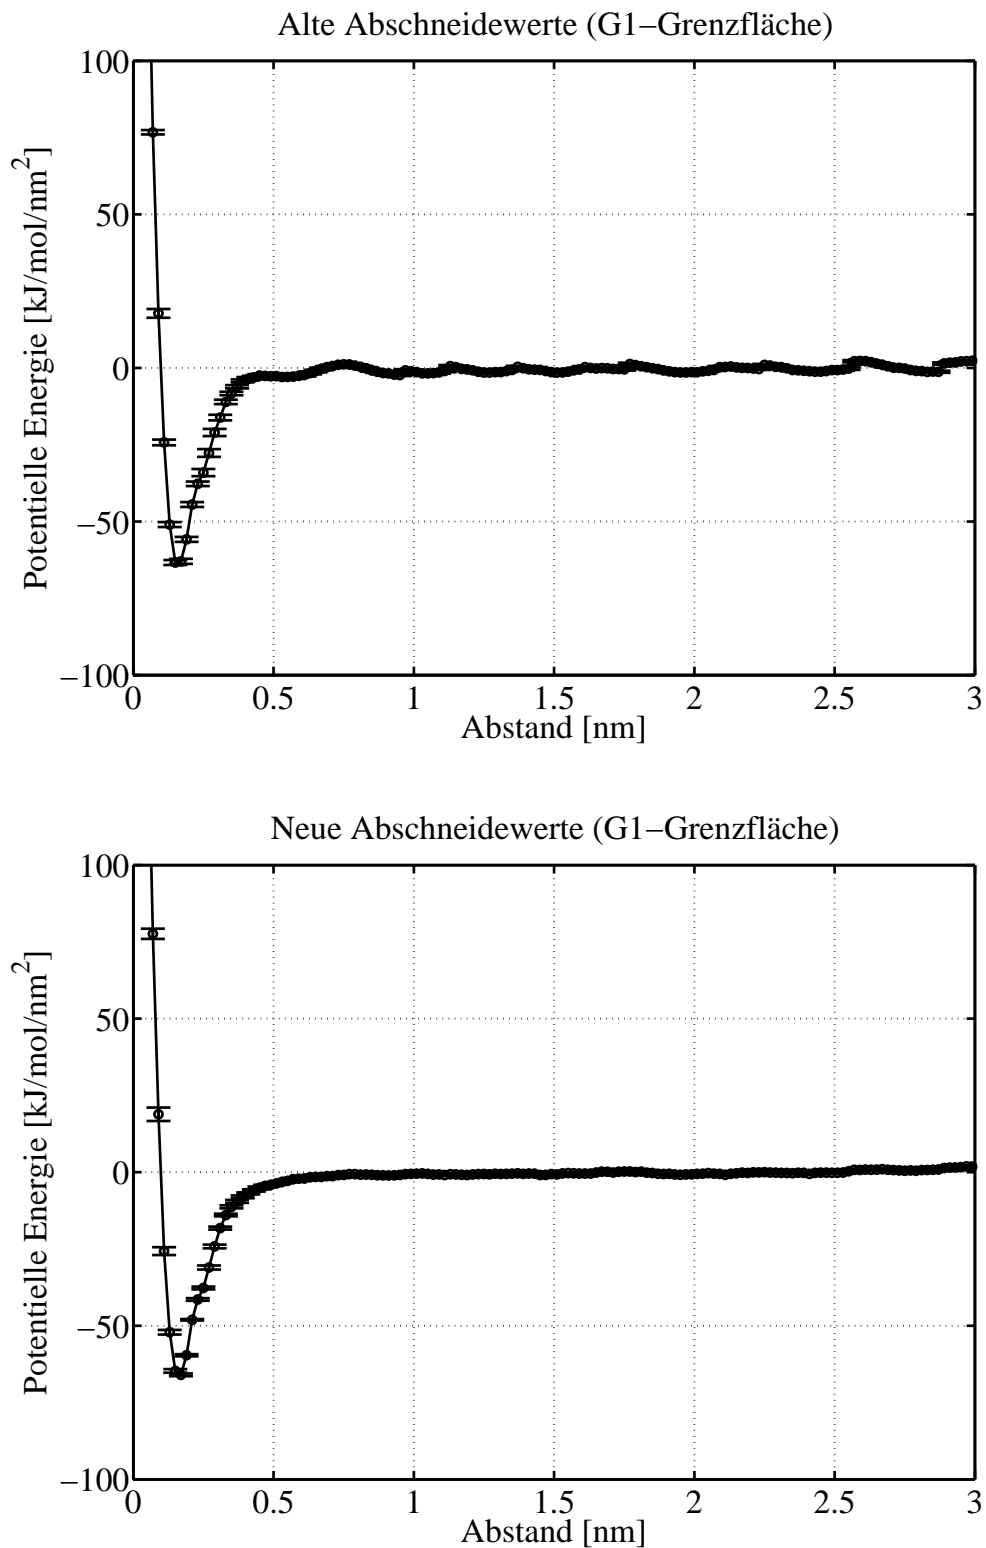 Alte Abschneidewerte (G1−Grenzfläche)
Potentielle Energie [kJ/mol/nm²]
100
50
0
−50
−100
0 0.5 1 1.5 2 2.5 3
Abstand [nm]
Neue Abschneidewerte (G1−Grenzfläche)
Potentielle Energie [kJ/mol/nm²]
100
50
0
−50
−100
0 0.5 1 1.5 2 2.5 3
Abstand [nm]